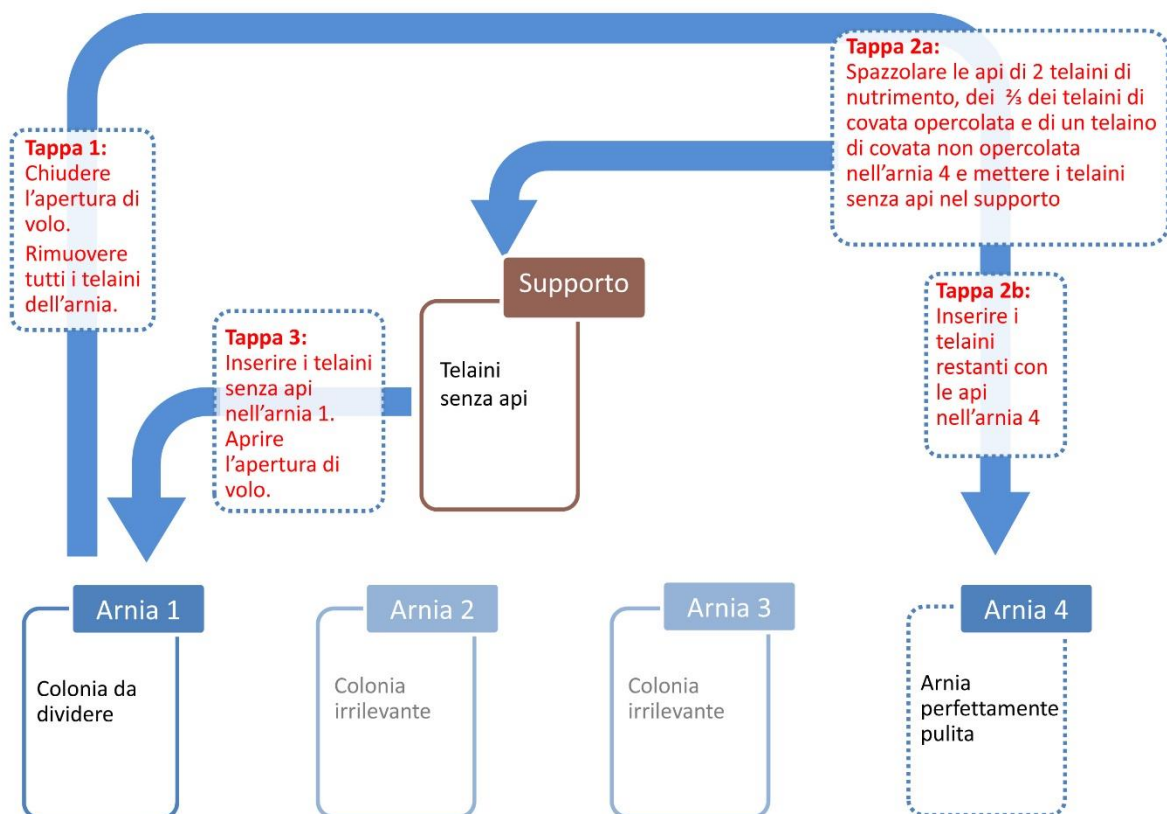 Tappa 1:
Chiudere
l’apertura di
volo.
Rimuovere
tutti i telaini
dell’arnia.
Tappa 2a:
Spazzolare le api di 2 telaini di
nutrimento, dei ⅔ dei telaini di
covata opercolata e di un telaino
di covata non opercolata
nell’arnia 4 e mettere i telaini
senza api nel supporto
Supporto
Telaini
senza api
Tappa 2b:
Inserire i
telaini
restanti con
le api
nell’arnia 4
Tappa 3:
Inserire i telaini
senza api
nell’arnia 1.
Aprire
l’apertura di
volo.
Arnia 1
Colonia da
dividere
Arnia 2
Colonia
irrilevante
Arnia 3
Colonia
irrilevante
Arnia 4
Arnia
perfettamente
pulita